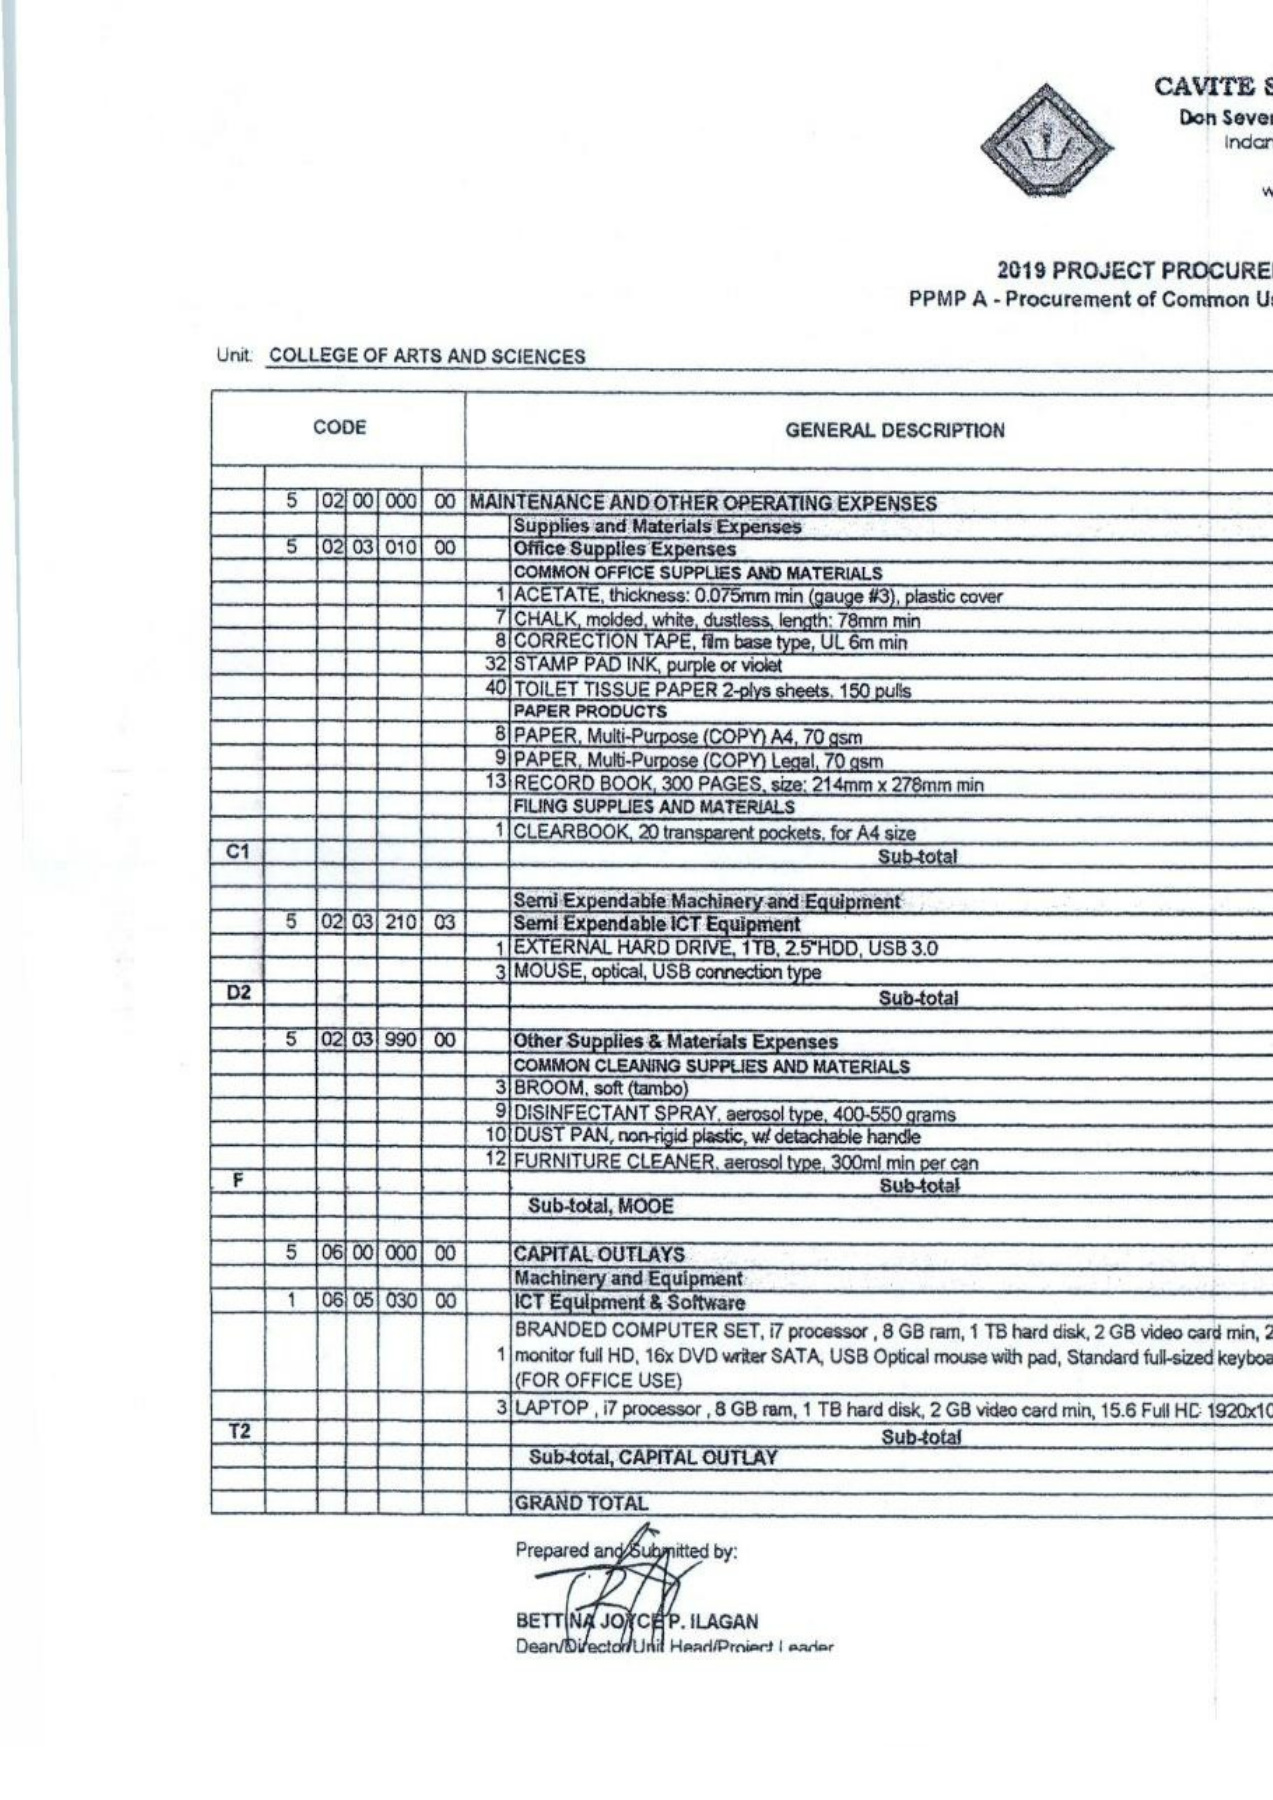 CAVITE S
Don Sever
Indan
w
2019 PROJECT PROCURE
PPMP A - Procurement of Common Us
Unit: COLLEGE OF ARTS AND SCIENCES
CODE GENERAL DESCRIPTION
5 02 00 000 00 MAINTENANCE AND OTHER OPERATING EXPENSES
Supplies and Materials Expenses
5 02 03 010 00 Office Supplies Expenses
COMMON OFFICE SUPPLIES AND MATERIALS
1 ACETATE, thickness: 0.075mm min (gauge #3), plastic cover
7 CHALK, molded, white, dustless, length: 78mm min
8 CORRECTION TAPE, film base type, UL 6m min
32 STAMP PAD INK, purple or violet
40 TOILET TISSUE PAPER 2-plys sheets, 150 pulls
PAPER PRODUCTS
8 PAPER, Multi-Purpose (COPY) A4, 70 gsm
9 PAPER, Multi-Purpose (COPY) Legal, 70 gsm
13 RECORD BOOK, 300 PAGES, size: 214mm x 278mm min
FILING SUPPLIES AND MATERIALS
1 CLEARBOOK, 20 transparent pockets, for A4 size
C1 Sub-total
Semi Expendable Machinery and Equipment
5 02 03 210 03 Semi Expendable ICT Equipment
1 EXTERNAL HARD DRIVE, 1TB, 2.5"HDD, USB 3.0
3 MOUSE, optical, USB connection type
D2 Sub-total
5 02 03 990 00 Other Supplies & Materials Expenses
COMMON CLEANING SUPPLIES AND MATERIALS
3 BROOM, soft (tambo)
9 DISINFECTANT SPRAY, aerosol type, 400-550 grams
10 DUST PAN, non-rigid plastic, w/ detachable handle
12 FURNITURE CLEANER, aerosol type, 300ml min per can
F Sub-total
Sub-total, MOOE
5 06 00 000 00 CAPITAL OUTLAYS
Machinery and Equipment
1 06 05 030 00 ICT Equipment & Software
BRANDED COMPUTER SET, i7 processor , 8 GB ram, 1 TB hard disk, 2 GB video card min, 2
1 monitor full HD, 16x DVD writer SATA, USB Optical mouse with pad, Standard full-sized keyboa
(FOR OFFICE USE)
3 LAPTOP , i7 processor , 8 GB ram, 1 TB hard disk, 2 GB video card min, 15.6 Full HD 1920x10
T2 Sub-total
Sub-total, CAPITAL OUTLAY
GRAND TOTAL
Prepared and Submitted by:
BETTINA JOYCE P. ILAGAN
Dean/Director/Unit Head/Project Leader